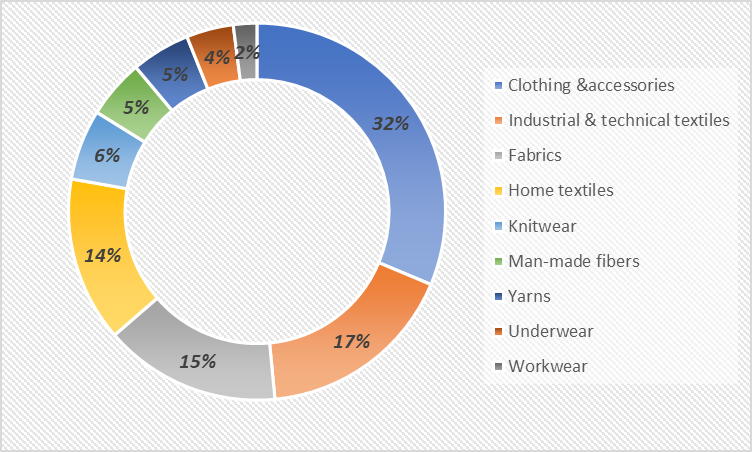 32%
17%
15%
14%
6%
5%
5%
4%
2%
Clothing &accessories
Industrial & technical textiles
Fabrics
Home textiles
Knitwear
Man-made fibers
Yarns
Underwear
Workwear